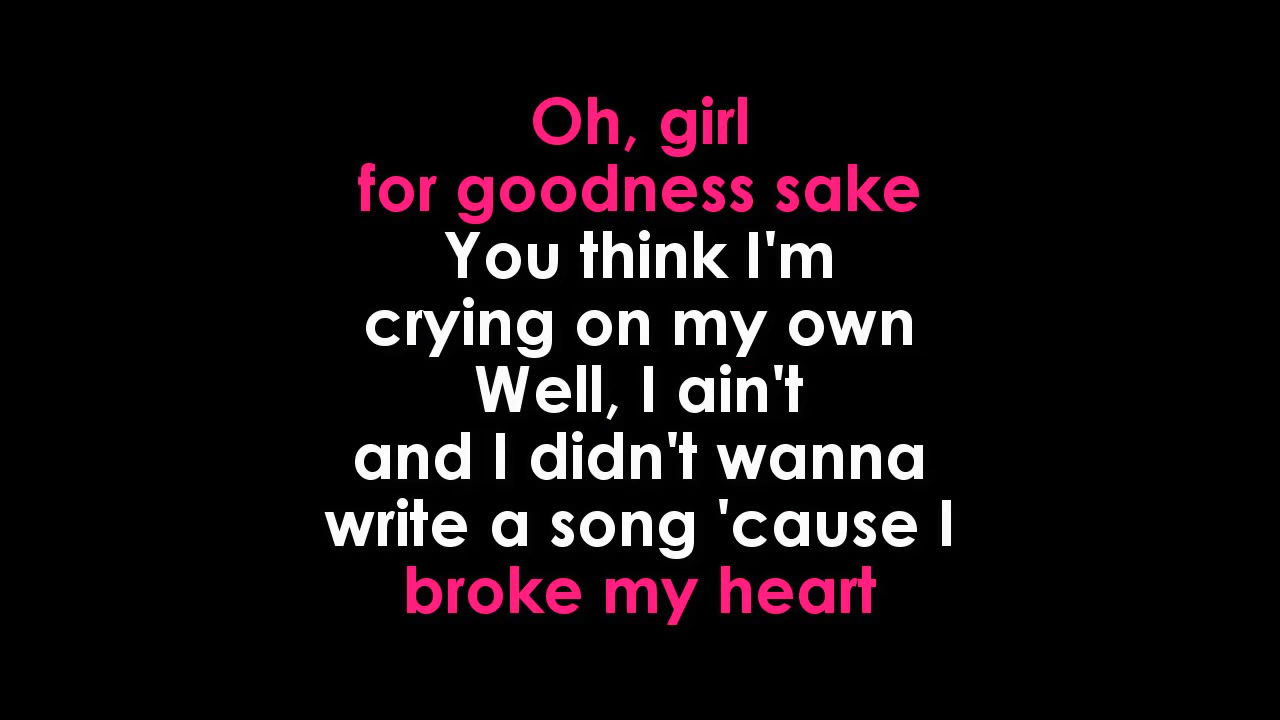 Oh, girl
for goodness sake
You think I'm
crying on my own
Well, I ain't
and I didn't wanna
write a song 'cause I
broke my heart